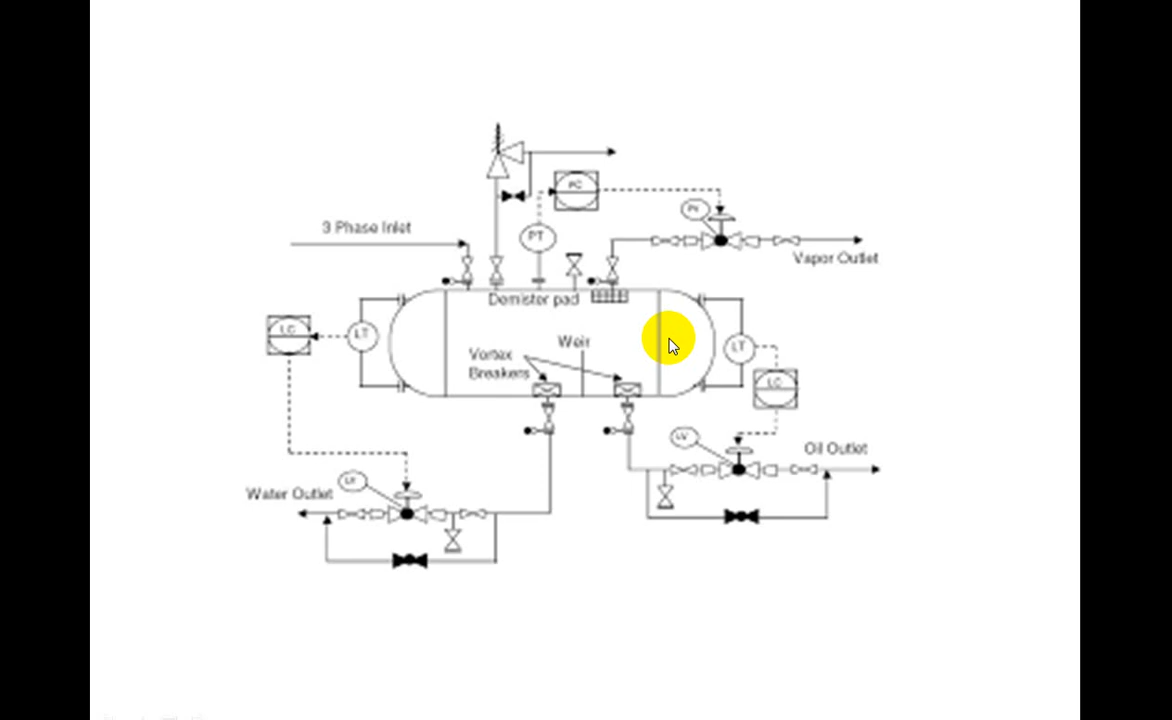 PC
PV
3 Phase Inlet
PT
Vapor Outlet
Demister pad
LC
LT
Weir
LT
Vortex
Breakers
LC
LV
Oil Outlet
Water Outlet
LV